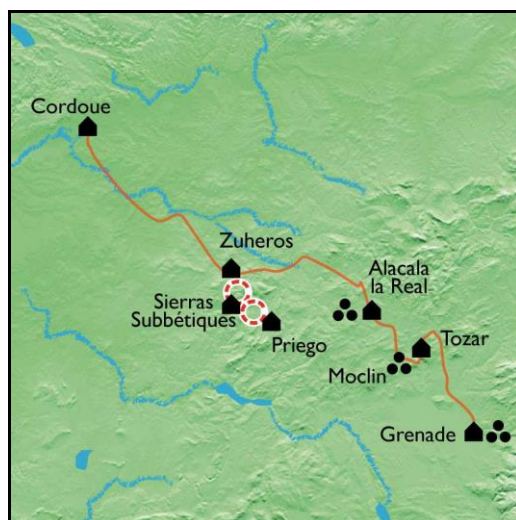 Cordoue
Zuheros
Alacala
la Real
Sierras
Subbétiques
Priego
Tozar
Moclin
Grenade